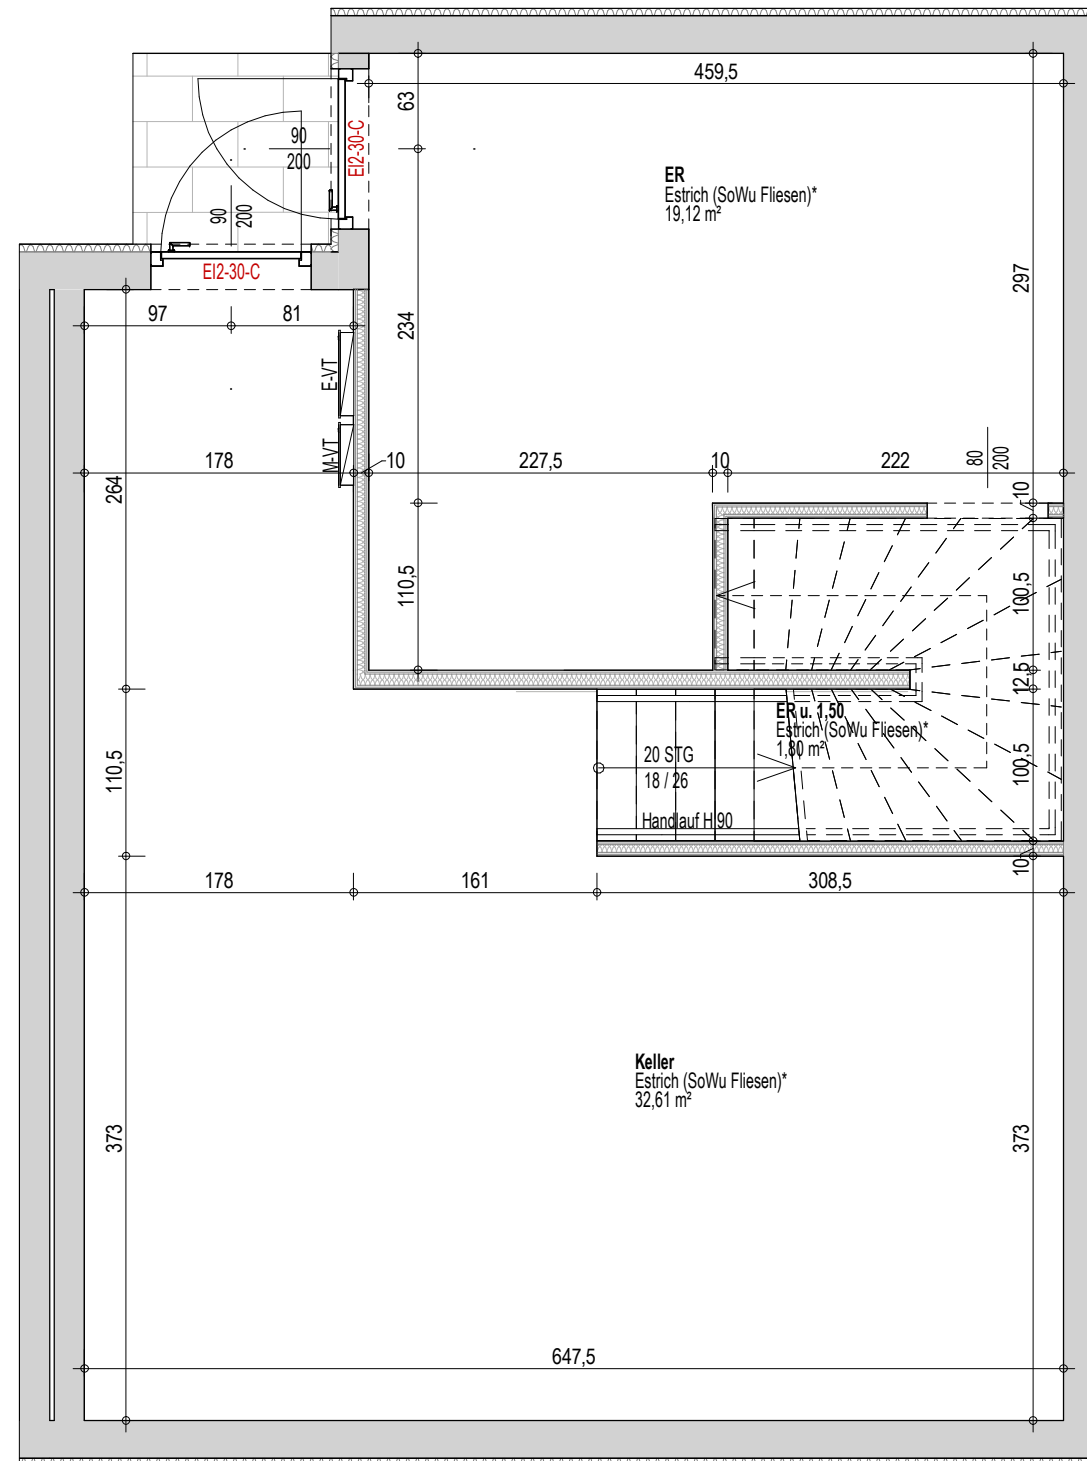 459,5
63
90
200
EI2-30-C
ER
Estrich (SoWu Fliesen)*
19,12 m²
90
200
EI2-30-C
297
97
81
234
E-VT
M-VT
178
10
227,5
10
222
80
200
264
10
110,5
100,5
12,5
ER u. 1,50
Estrich (SoWu Fliesen)*
1,80 m²
20 STG
18 / 26
Handlauf H 90
110,5
100,5
10
178
161
308,5
Keller
Estrich (SoWu Fliesen)*
32,61 m²
373
373
647,5